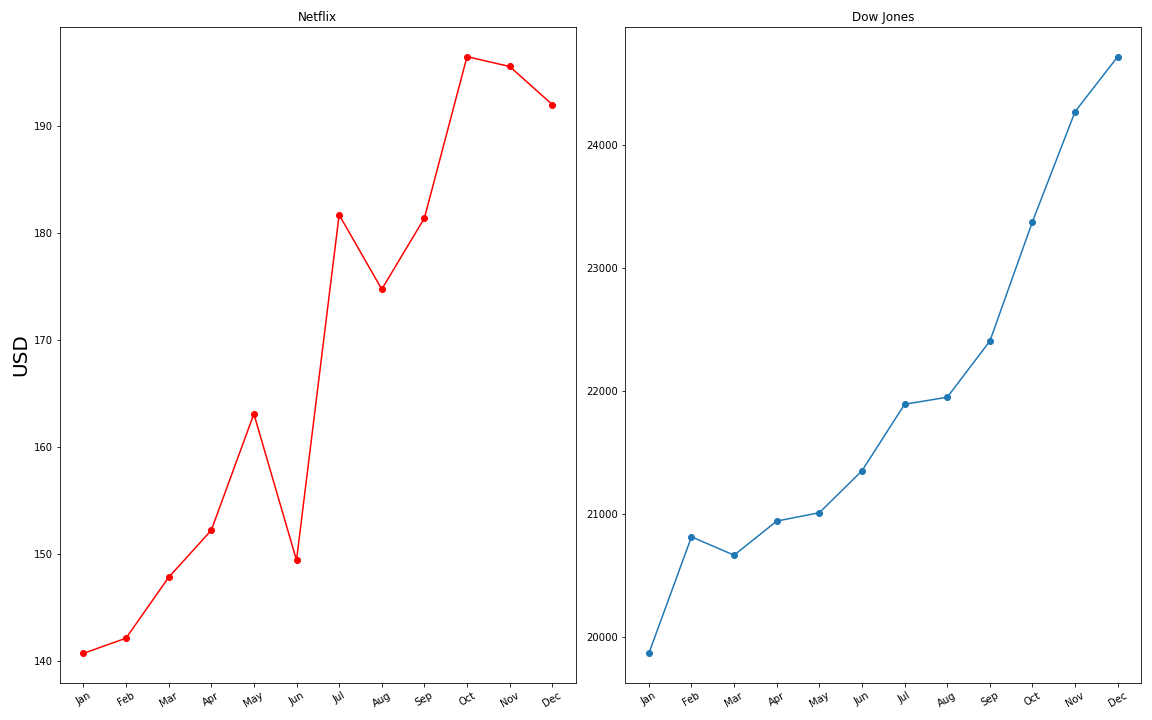 Netflix
USD
190
180
170
160
150
140
Jan Feb Mar Apr May Jun Jul Aug Sep Oct Nov Dec
Dow Jones
24000
23000
22000
21000
20000
Jan Feb Mar Apr May Jun Jul Aug Sep Oct Nov Dec